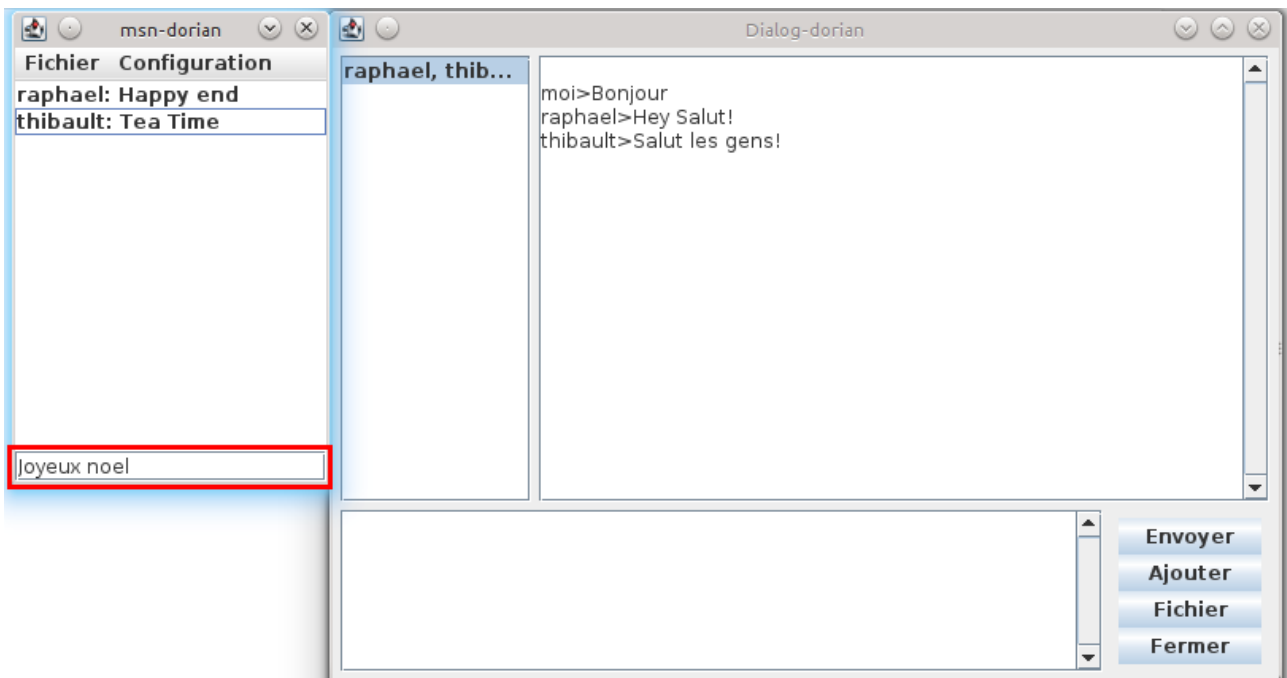 msn-dorian
Fichier Configuration
raphael: Happy end
thibault: Tea Time
Joyeux noel
Dialog-dorian
raphael, thib...
moi>Bonjour
raphael>Hey Salut!
thibault>Salut les gens!
Envoyer
Ajouter
Fichier
Fermer